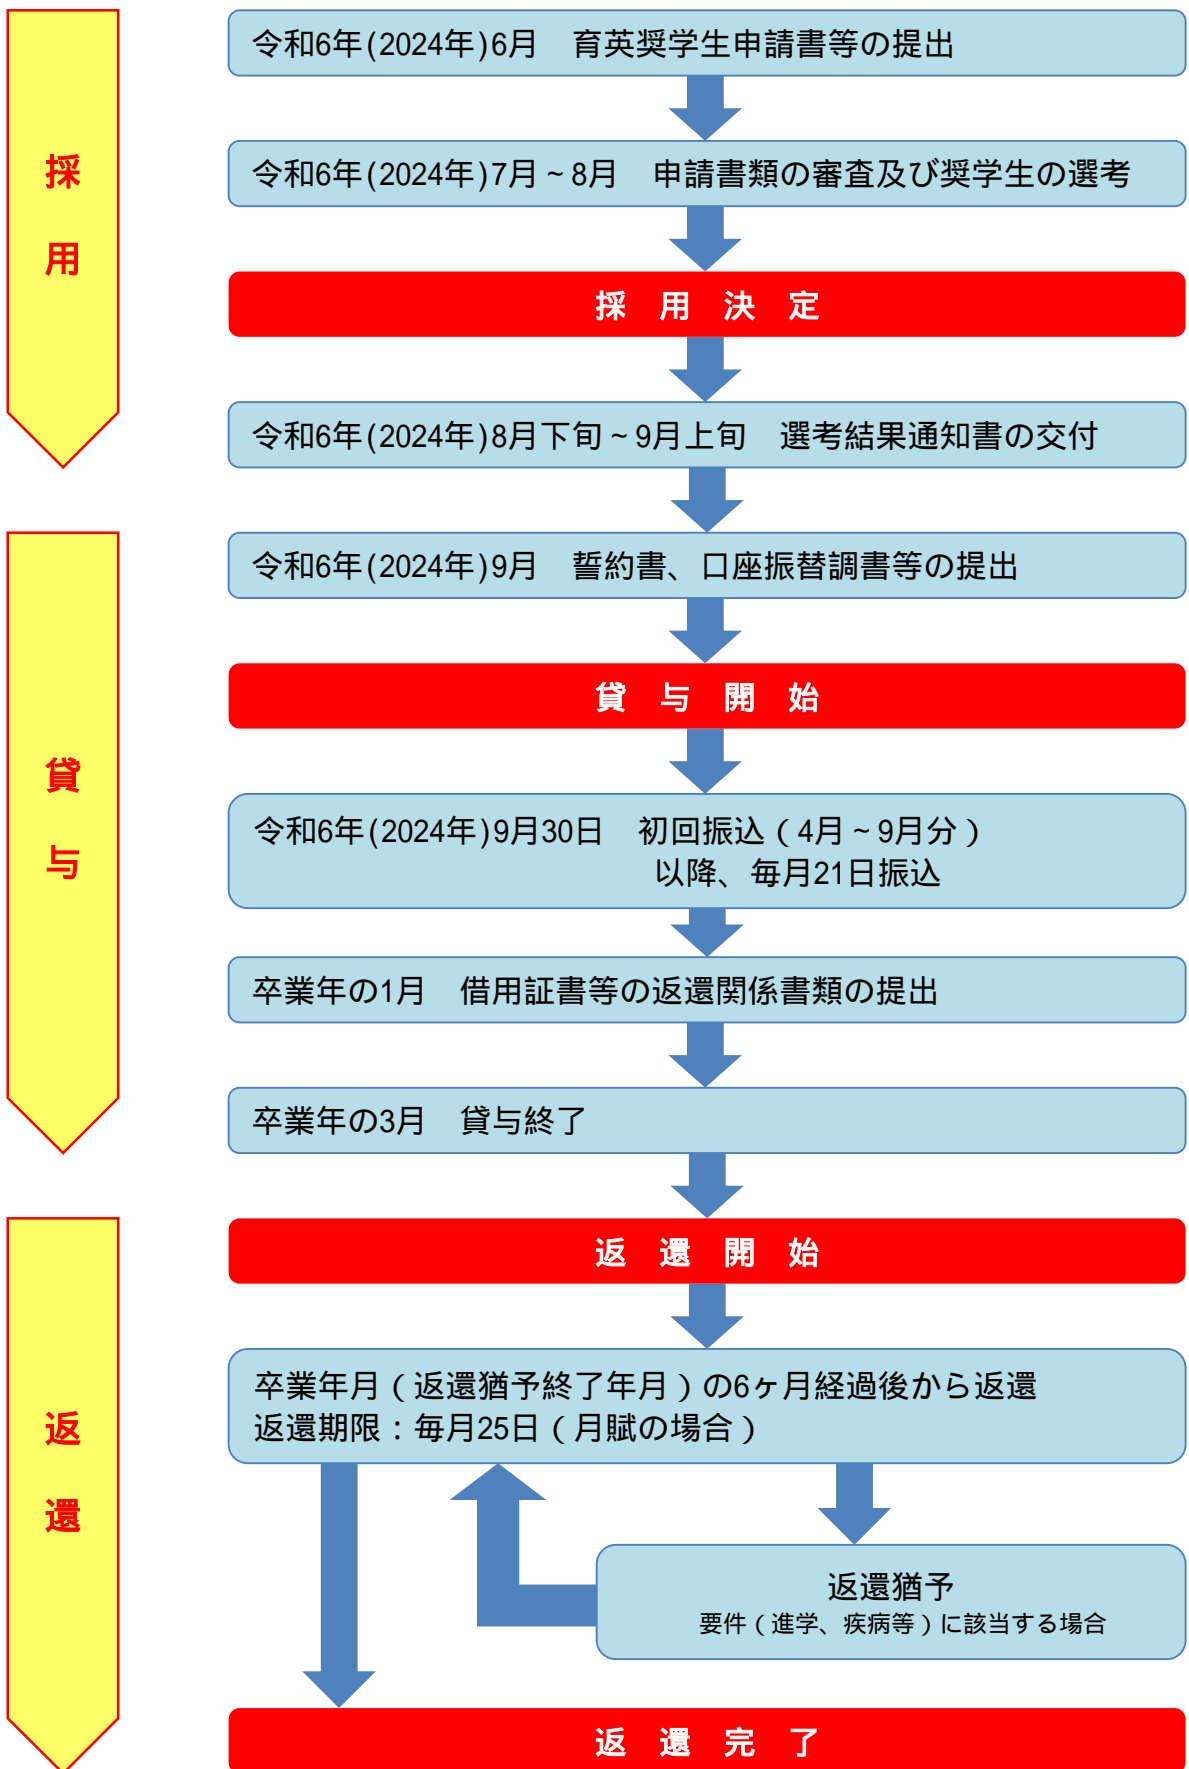 採
用
令和6年(2024年)6月　育英奨学生申請書等の提出
令和6年(2024年)7月~8月　申請書類の審査及び奨学生の選考
採　用　決　定
令和6年(2024年)8月下旬~9月上旬　選考結果通知書の交付
貸
与
令和6年(2024年)9月　誓約書、口座振替調書等の提出
貸　与　開　始
令和6年(2024年)9月30日　初回振込(4月~9月分)
以降、毎月21日振込
卒業年の1月　借用証書等の返還関係書類の提出
卒業年の3月　貸与終了
返
還
返　還　開　始
卒業年月(返還猶予終了年月)の6ヶ月経過後から返還
返還期限:毎月25日(月賦の場合)
返還猶予
要件(進学、疾病等)に該当する場合
返　還　完　了